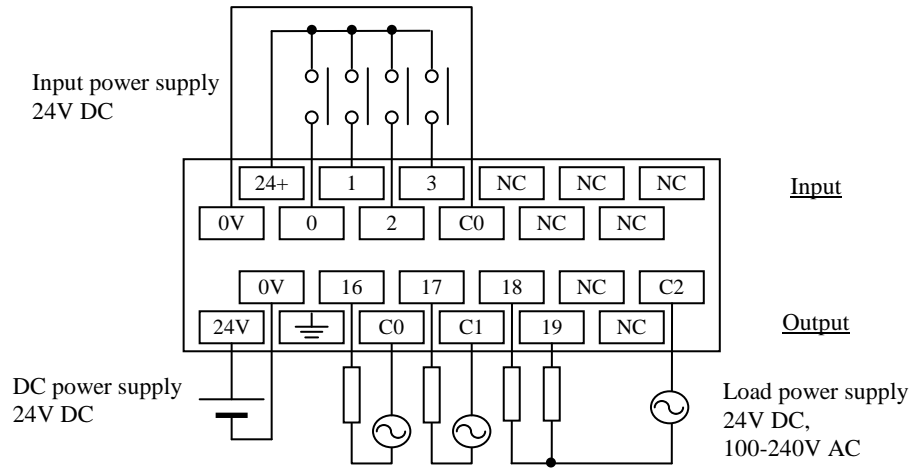 Input power supply
24V DC
24+ 1 3 NC NC NC
Input
0V 0 2 C0 NC NC
0V 16 17 18 NC C2
24V C0 C1 19 NC
Output
DC power supply
24V DC
Load power supply
24V DC,
100-240V AC